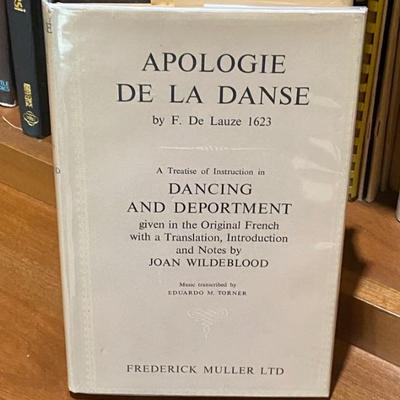 APOLOGIE
DE LA DANSE
by F. De Lauze 1623
A Treatise of Instruction in
DANCING
AND DEPORTMENT
given in the Original French
with a Translation, Introduction
and Notes by
JOAN WILDEBLOOD
Music transcribed by
EDUARDO M. TORNER
FREDERICK MULLER LTD